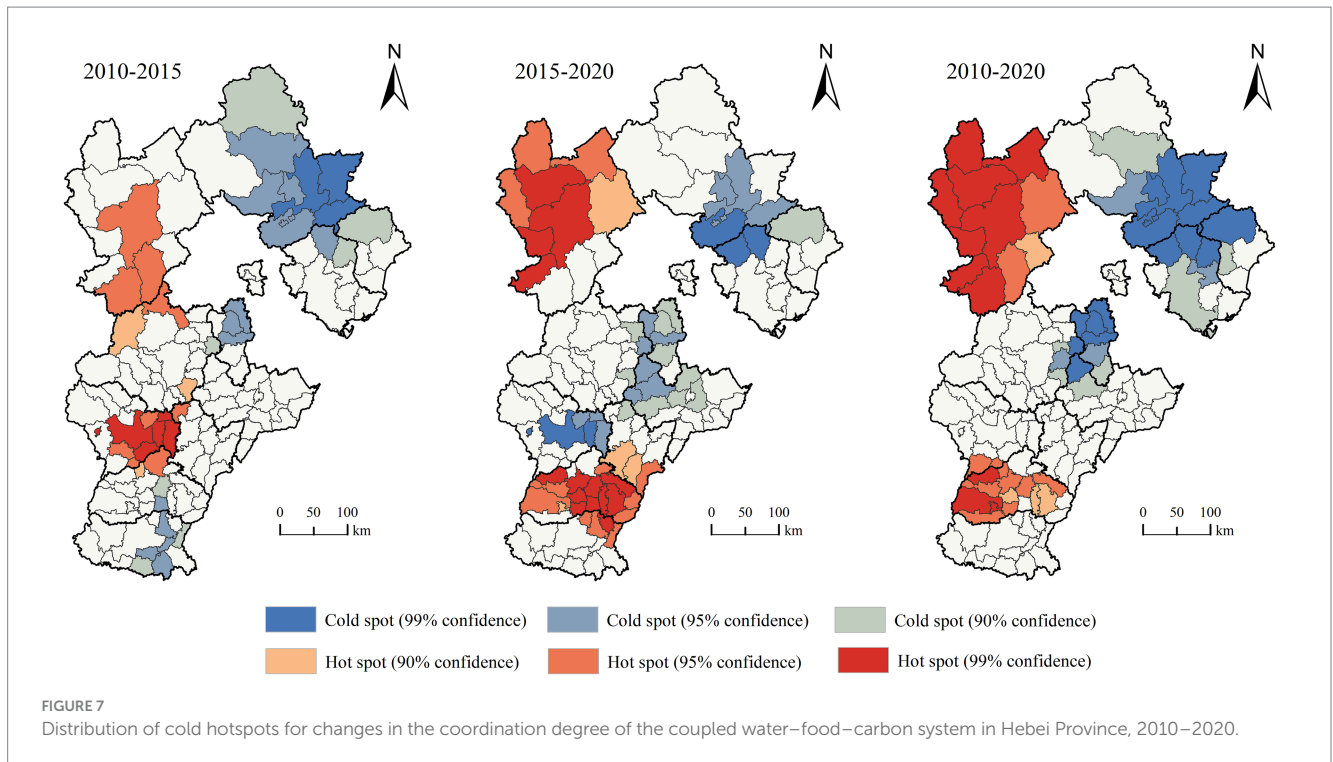 2010-2015
N
2015-2020
N
2010-2020
N
0 50 100
km
0 50 100
km
0 50 100
km
Cold spot (99% confidence)
Cold spot (95% confidence)
Cold spot (90% confidence)
Hot spot (90% confidence)
Hot spot (95% confidence)
Hot spot (99% confidence)
FIGURE 7
Distribution of cold hotspots for changes in the coordination degree of the coupled water–food–carbon system in Hebei Province, 2010–2020.